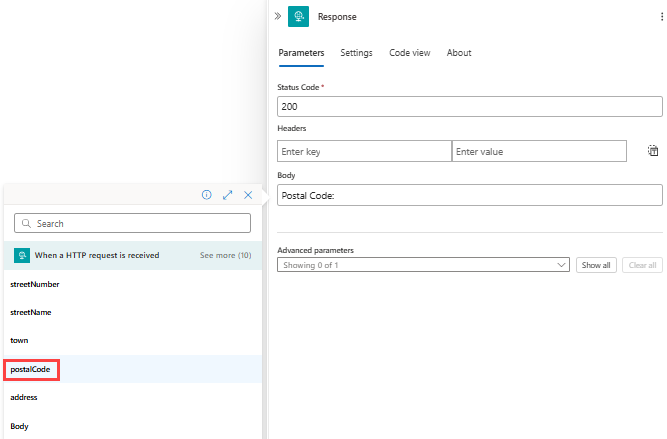 Response
Parameters Settings Code view About
Status Code *
200
Headers
Enter key Enter value
Body
Postal Code:
Advanced parameters
Showing 0 of 1 Show all Clear all
Search
When a HTTP request is received See more (10)
streetNumber
streetName
town
postalCode
address
Body